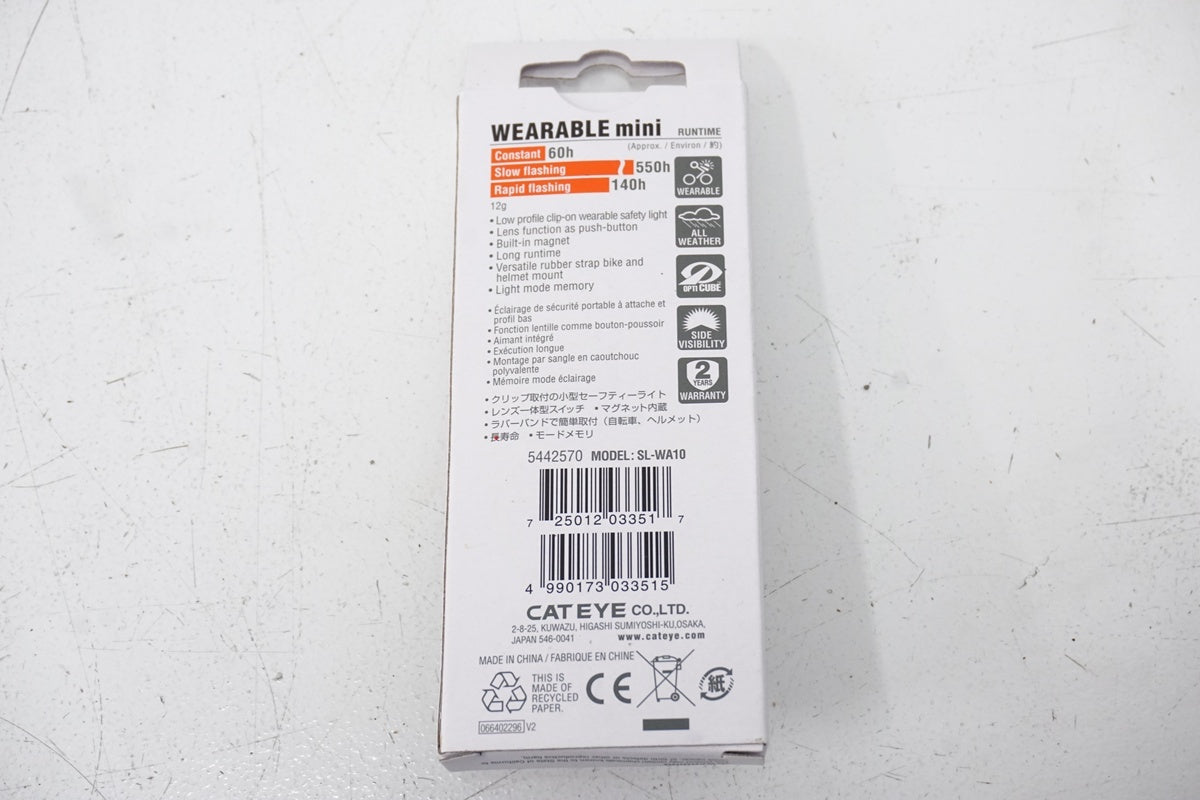 WEARABLE mini RUNTIME
(Approx. / Environ / 約)
Constant 60h
Slow flashing 550h
Rapid flashing 140h
WEARABLE
12g
• Low profile clip-on wearable safety light
• Lens function as push-button
• Built-in magnet
• Long runtime
• Versatile rubber strap bike and
helmet mount
• Light mode memory
ALL
WEATHER
OPTI CUBE
• Éclairage de sécurité portable à attache et
profil bas
• Fonction lentille comme bouton-poussoir
• Aimant intégré
• Exécution longue
• Montage par sangle en caoutchouc
polyvalente
• Mémoire mode éclairage
SIDE
VISIBILITY
2
YEARS
WARRANTY
• クリップ取付の小型セーフティーライト
• レンズ一体型スイッチ • マグネット内蔵
• ラバーバンドで簡単取付（自転車、ヘルメット）
• 長寿命 • モードメモリ
5442570 MODEL: SL-WA10
7 25012 03351 7
4 990173 033515
CATEYE CO.,LTD.
2-8-25, KUWAZU, HIGASHI SUMIYOSHI-KU,OSAKA,
JAPAN 546-0041 www.cateye.com
MADE IN CHINA / FABRIQUE EN CHINE
THIS IS
MADE OF
RECYCLED
PAPER.
CE
紙
066402296 V2